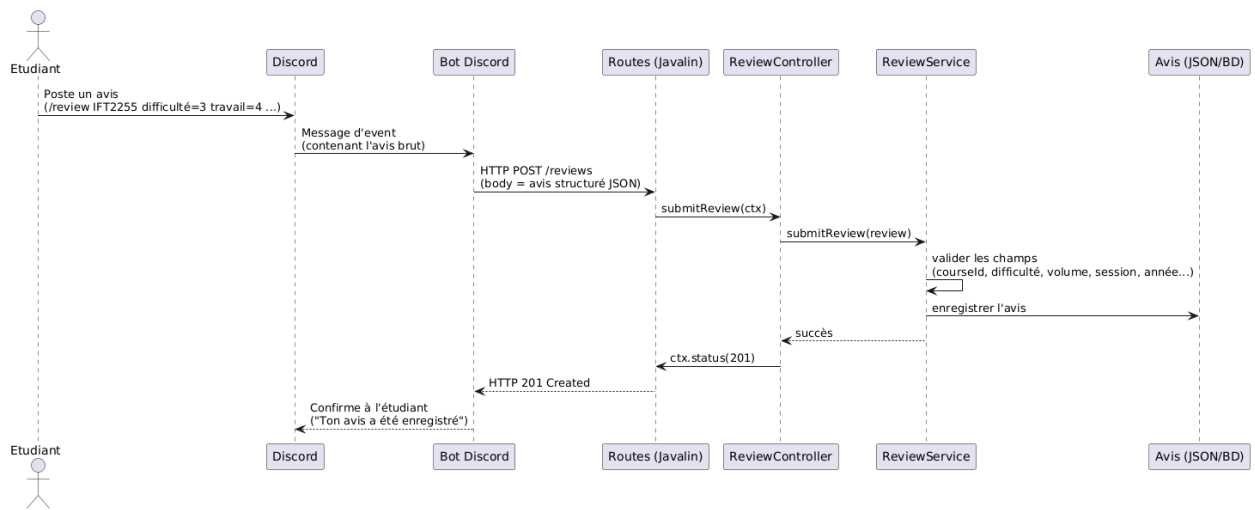 Etudiant
Discord
Bot Discord
Routes (Javalin)
ReviewController
ReviewService
Avis (JSON/BD)
Poste un avis
(/review IFT2255 difficulté=3 travail=4 ...)
Message d'event
(contenant l'avis brut)
HTTP POST /reviews
(body = avis structuré JSON)
submitReview(ctx)
submitReview(review)
valider les champs
(courseId, difficulté, volume, session, année...)
enregistrer l'avis
succès
ctx.status(201)
HTTP 201 Created
Confirme à l'étudiant
("Ton avis a été enregistré")
Etudiant
Discord
Bot Discord
Routes (Javalin)
ReviewController
ReviewService
Avis (JSON/BD)